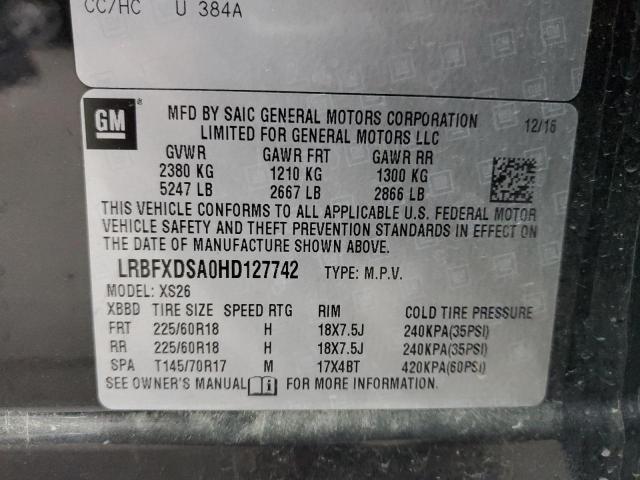 CC/HC U 384A
GM
MFD BY SAIC GENERAL MOTORS CORPORATION
LIMITED FOR GENERAL MOTORS LLC
12/16
GVWR GAWR FRT GAWR RR
2380 KG 1210 KG 1300 KG
5247 LB 2667 LB 2866 LB
THIS VEHICLE CONFORMS TO ALL APPLICABLE U.S. FEDERAL MOTOR
VEHICLE SAFETY AND THEFT PREVENTION STANDARDS IN EFFECT ON THE
DATE OF MANUFACTURE SHOWN ABOVE.
LRBFXDSA0HD127742 TYPE: M.P.V.
MODEL: XS26
XBBD TIRE SIZE SPEED RTG RIM COLD TIRE PRESSURE
FRT 225/60R18 H 18X7.5J 240KPA(35PSI)
RR 225/60R18 H 18X7.5J 240KPA(35PSI)
SPA T145/70R17 M 17X4BT 420KPA(60PSI)
SEE OWNER'S MANUAL FOR MORE INFORMATION.